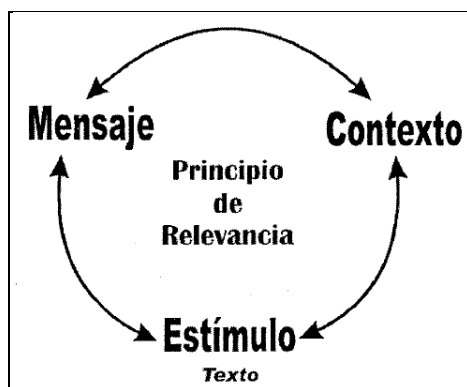 Mensaje
Contexto
Principio
de
Relevancia
Estímulo
Texto